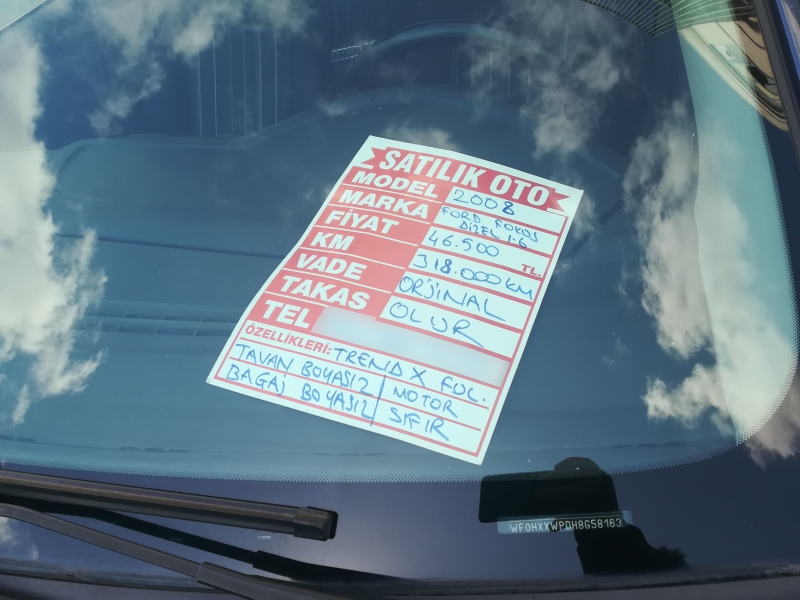 SATILIK OTO
MODEL 2008
MARKA FORD FOKUS DİZEL 1.6
FİYAT 46.500 TL.
KM 318.000 KM
VADE ORJİNAL
TAKAS OLUR
TEL
ÖZELLİKLERİ: TREND X FUL.
TAVAN BOYASIZ MOTOR
BAGAJ BOYASIZ SIFIR
WF0HXXWPDH8G58163